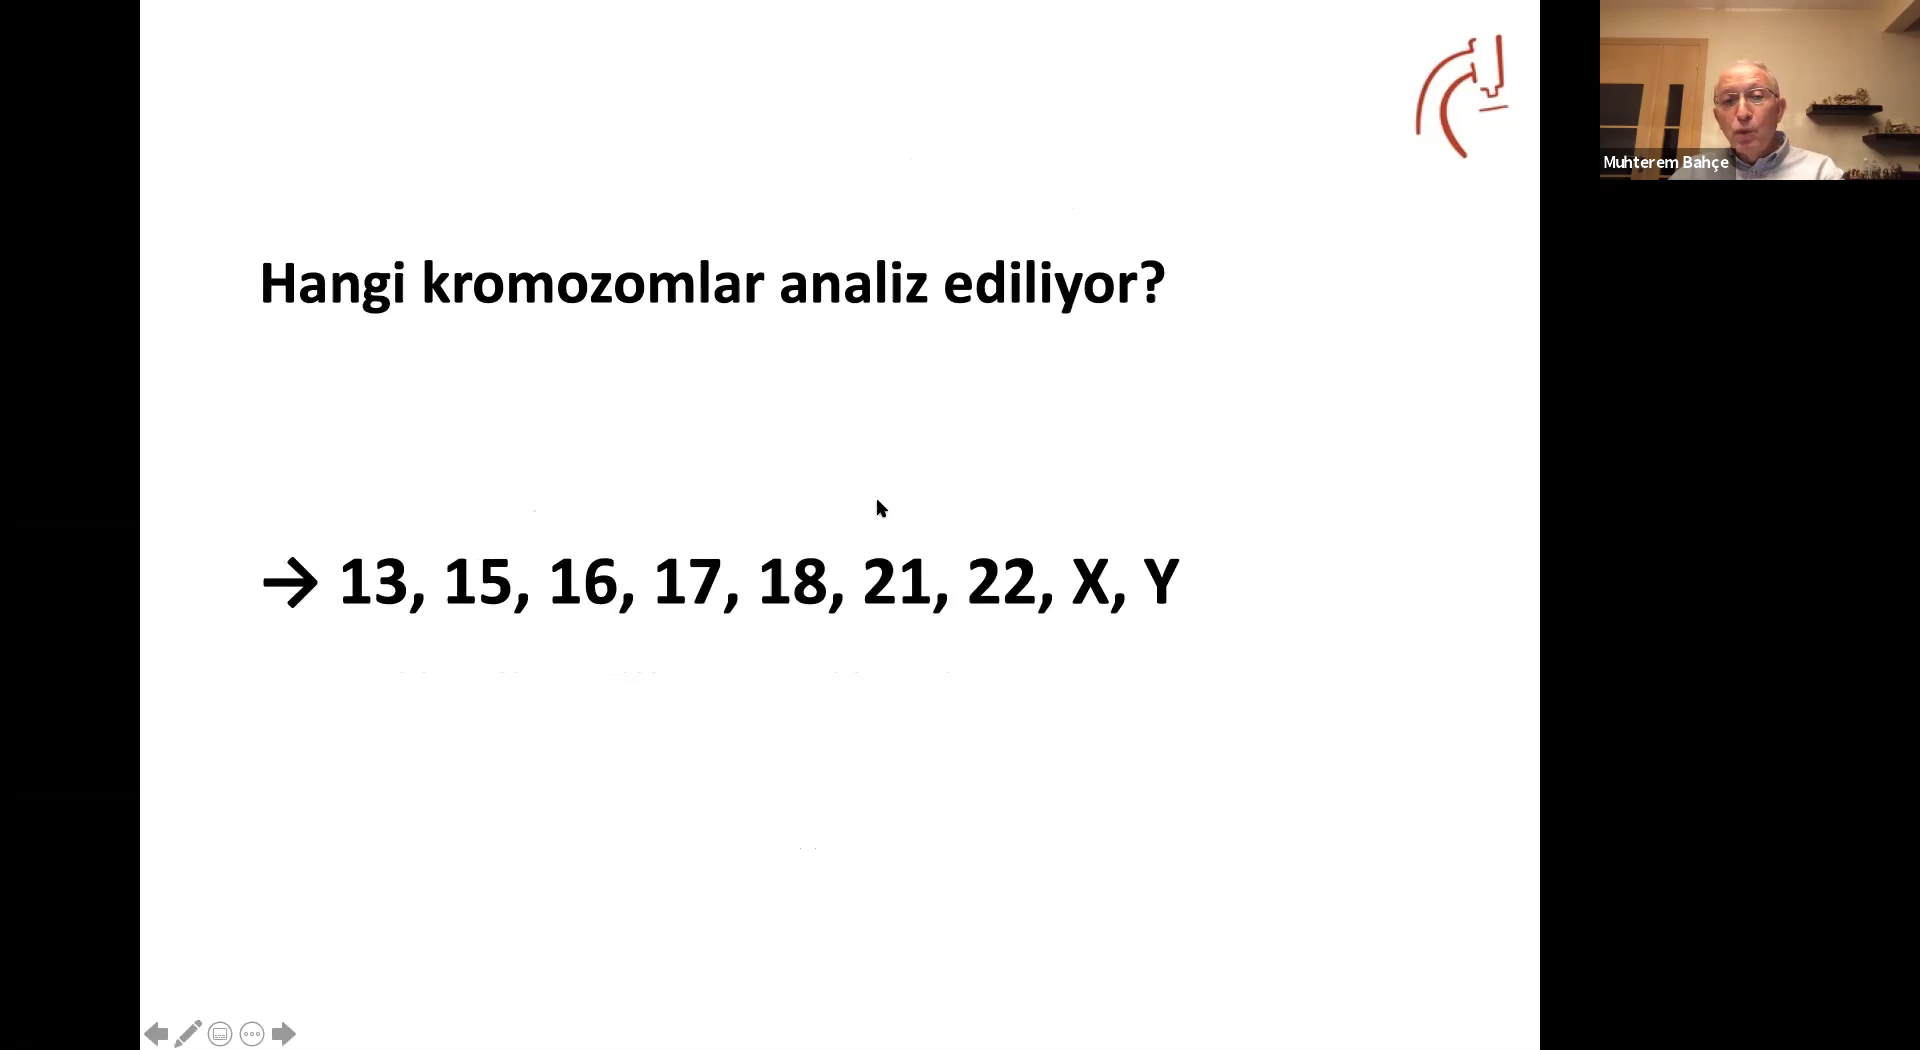 Hangi kromozomlar analiz ediliyor?
→ 13, 15, 16, 17, 18, 21, 22, X, Y
Muhterem Bahçe